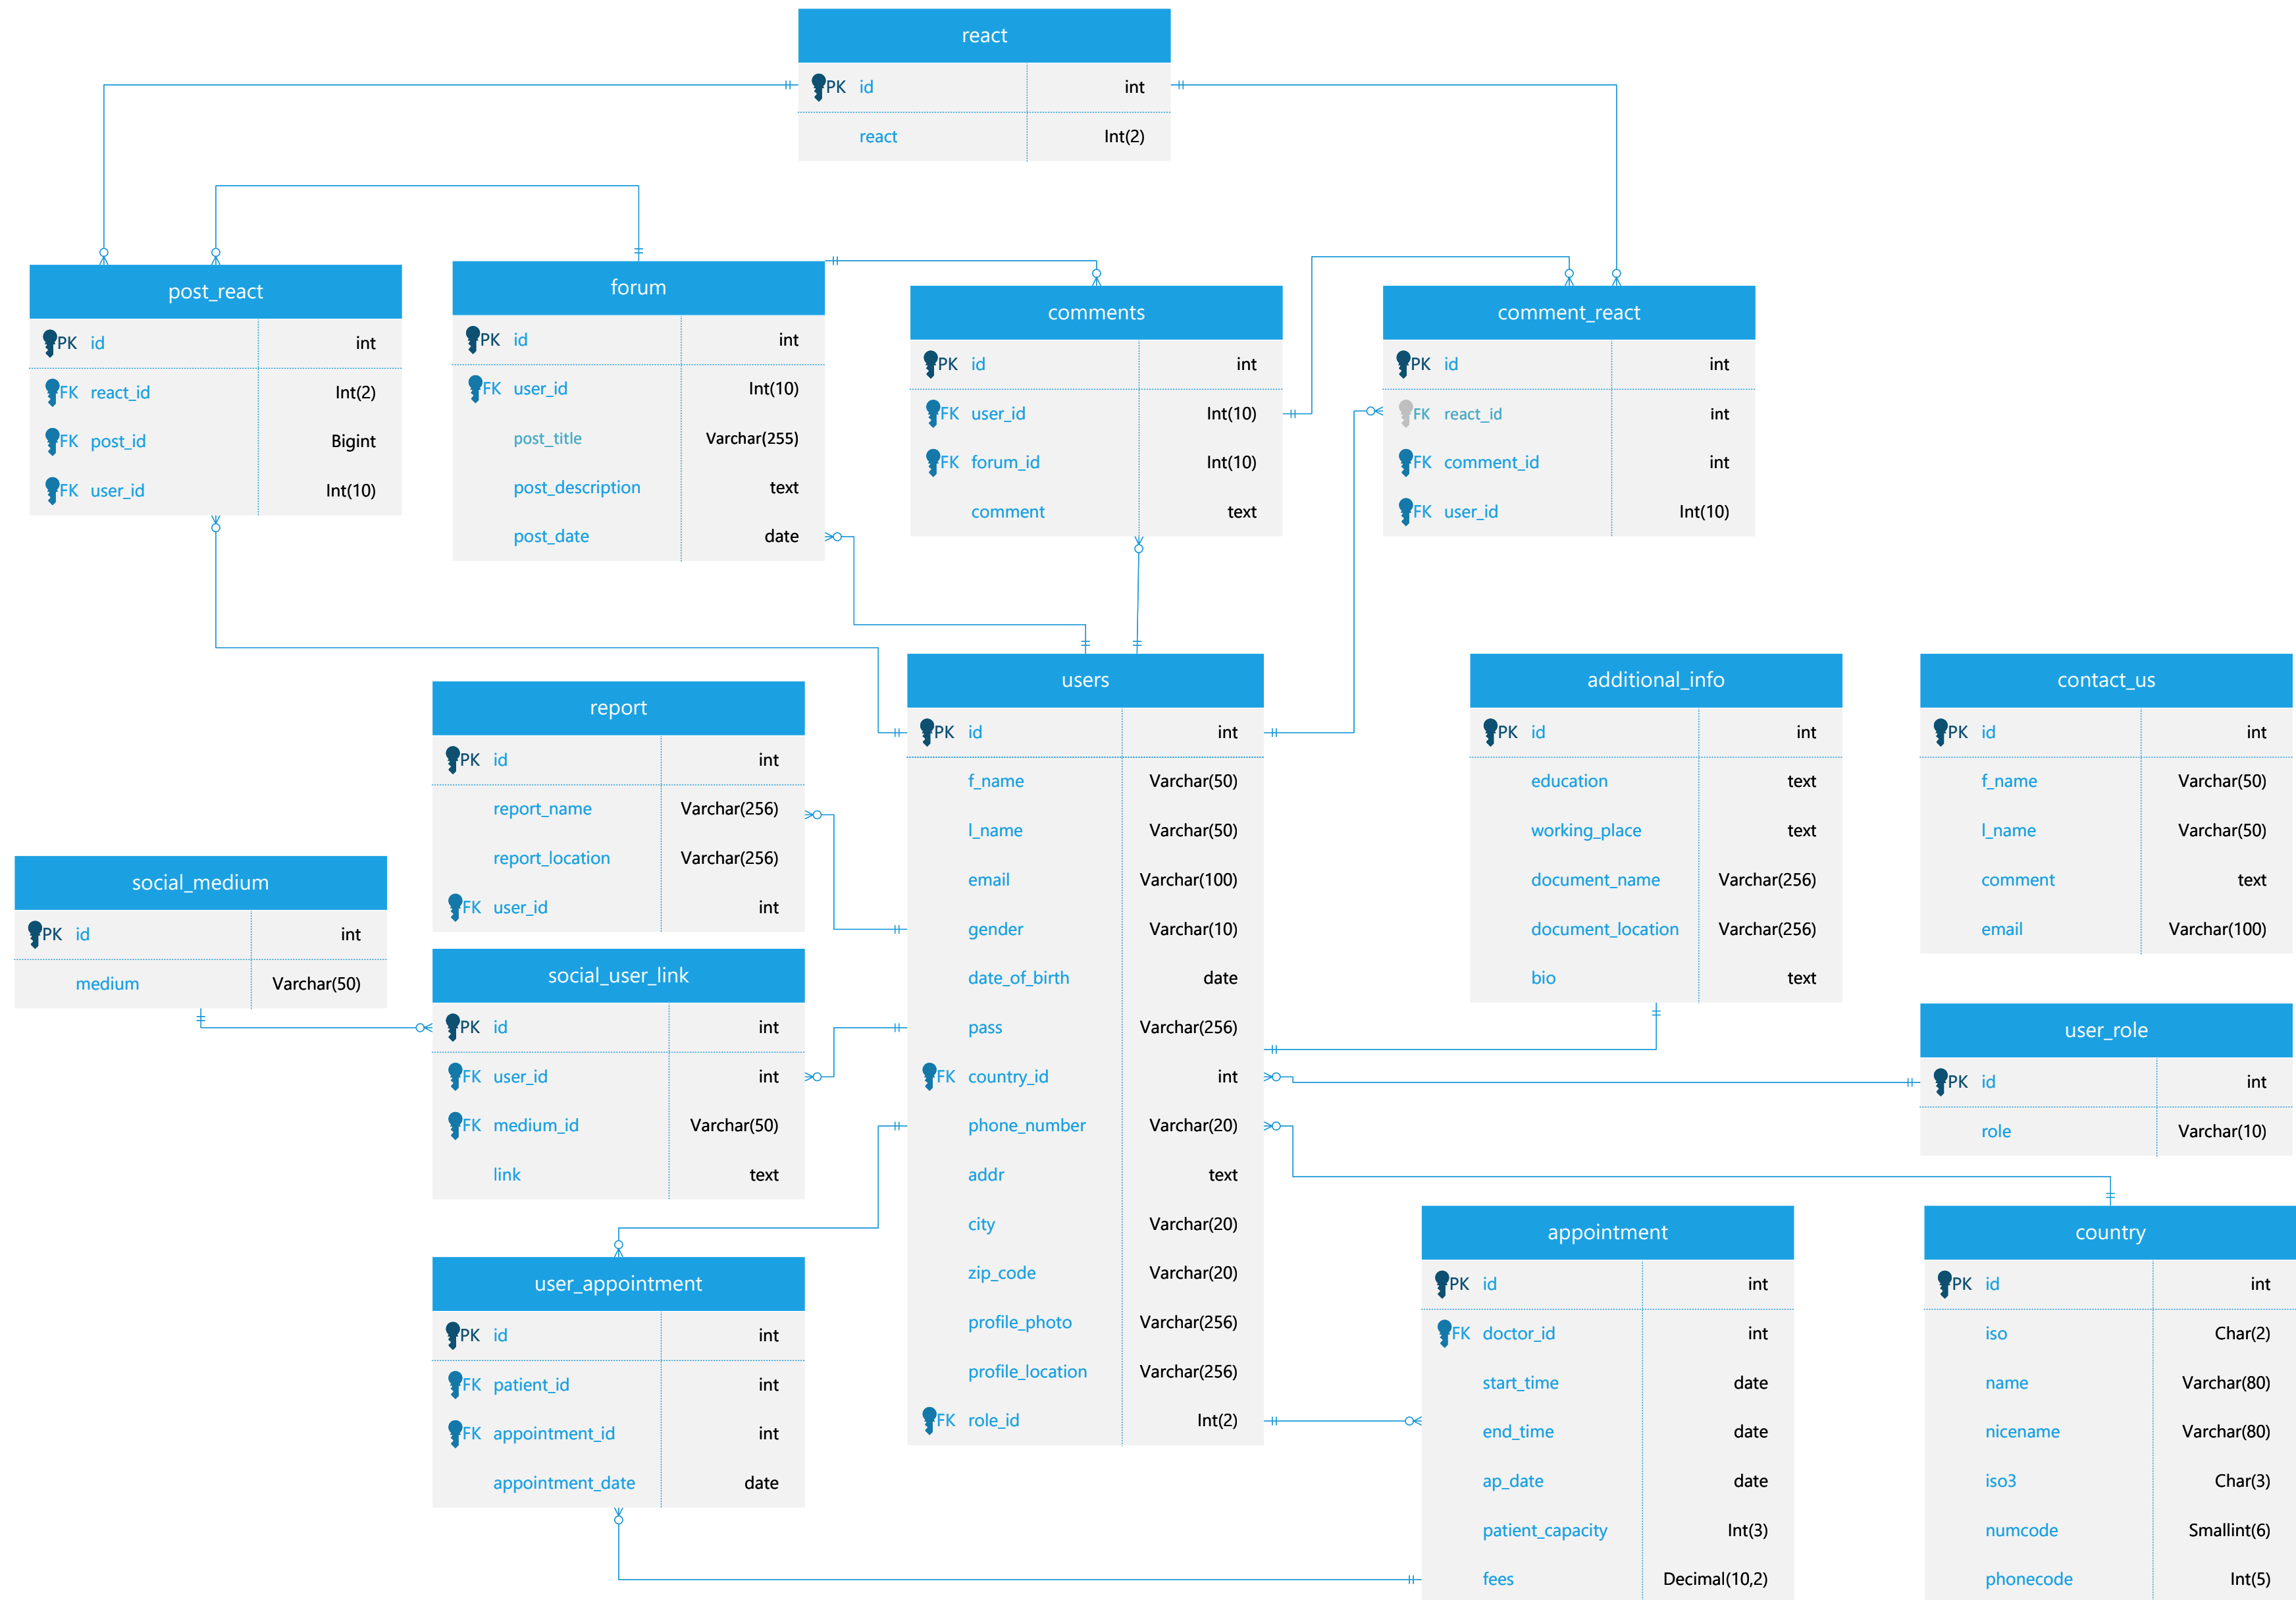 react
PK id int
react Int(2)
post_react
PK id int
FK react_id Int(2)
FK post_id Bigint
FK user_id Int(10)
forum
PK id int
FK user_id Int(10)
post_title Varchar(255)
post_description text
post_date date
comments
PK id int
FK user_id Int(10)
FK forum_id Int(10)
comment text
comment_react
PK id int
FK react_id int
FK comment_id int
FK user_id Int(10)
users
PK id int
f_name Varchar(50)
l_name Varchar(50)
email Varchar(100)
gender Varchar(10)
date_of_birth date
pass Varchar(256)
FK country_id int
phone_number Varchar(20)
addr text
city Varchar(20)
zip_code Varchar(20)
profile_photo Varchar(256)
profile_location Varchar(256)
FK role_id Int(2)
report
PK id int
report_name Varchar(256)
report_location Varchar(256)
FK user_id int
social_medium
PK id int
medium Varchar(50)
social_user_link
PK id int
FK user_id int
FK medium_id Varchar(50)
link text
user_appointment
PK id int
FK patient_id int
FK appointment_id int
appointment_date date
additional_info
PK id int
education text
working_place text
document_name Varchar(256)
document_location Varchar(256)
bio text
contact_us
PK id int
f_name Varchar(50)
l_name Varchar(50)
comment text
email Varchar(100)
user_role
PK id int
role Varchar(10)
appointment
PK id int
FK doctor_id int
start_time date
end_time date
ap_date date
patient_capacity Int(3)
fees Decimal(10,2)
country
PK id int
iso Char(2)
name Varchar(80)
nicename Varchar(80)
iso3 Char(3)
numcode Smallint(6)
phonecode Int(5)